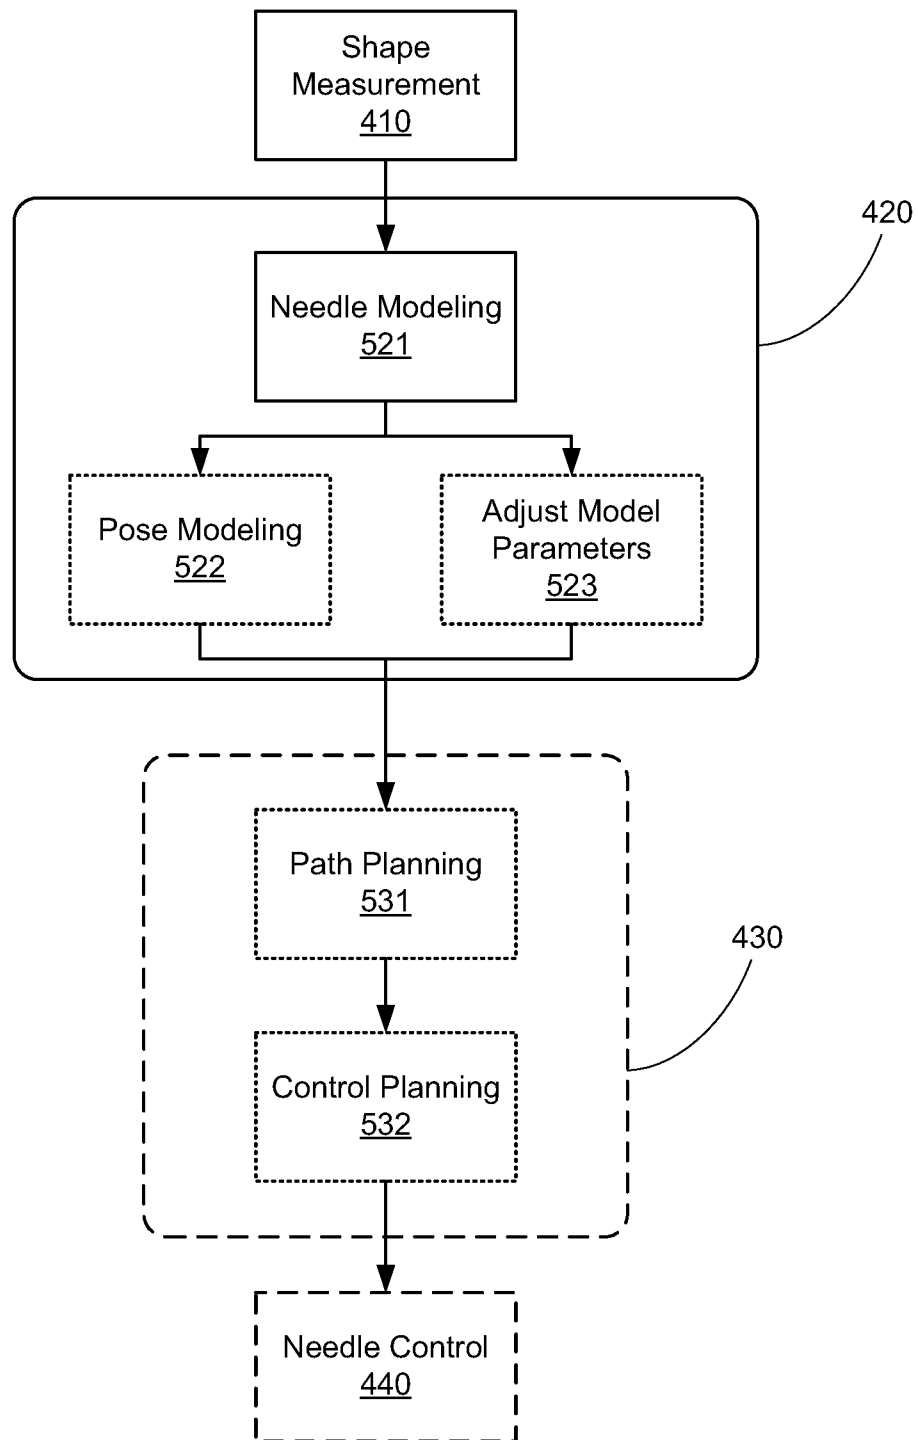 Shape
Measurement
410
420
Needle Modeling
521
Pose Modeling
522
Adjust Model
Parameters
523
Path Planning
531
430
Control Planning
532
Needle Control
440